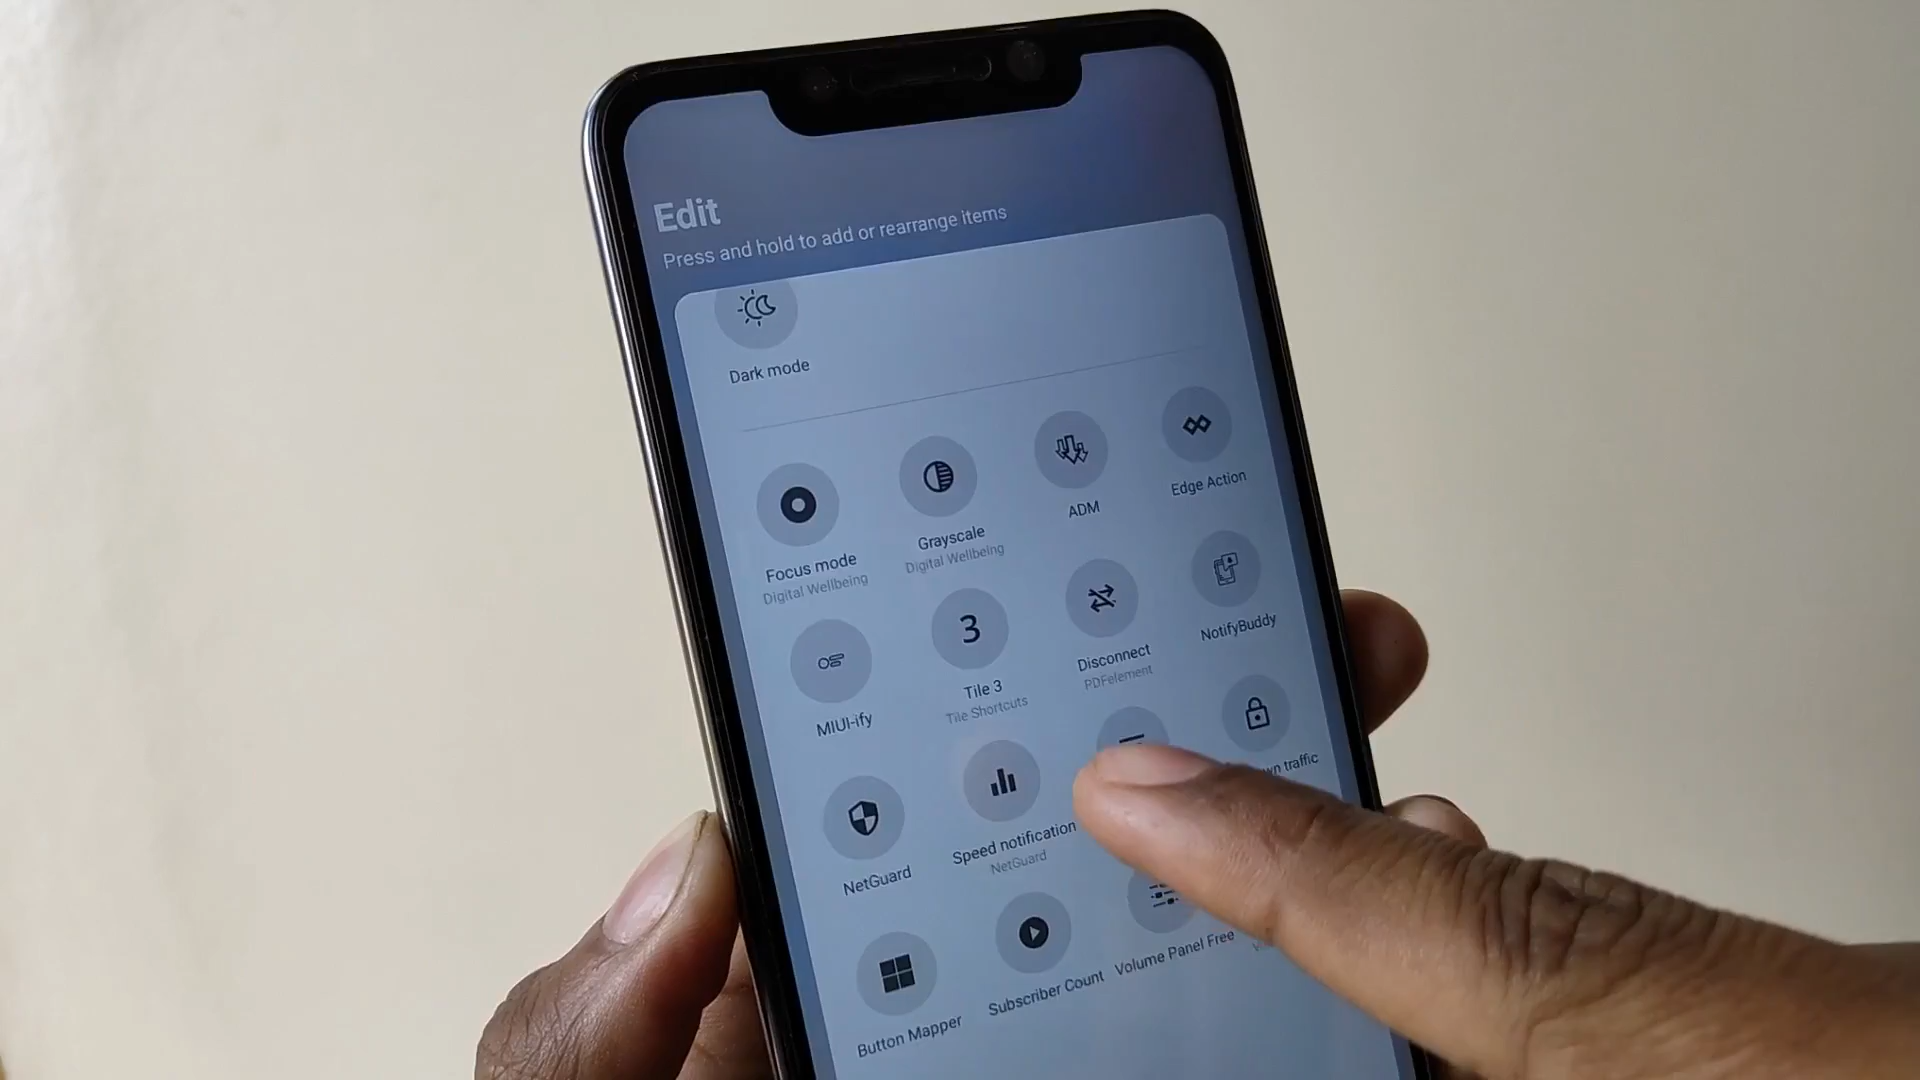 Edit
Press and hold to add or rearrange items
Dark mode
Focus mode
Digital Wellbeing
Grayscale
Digital Wellbeing
ADM
Edge Action
MIUI-ify
3
Tile 3
Tile Shortcuts
Disconnect
PDFelement
NotifyBuddy
NetGuard
Speed notification
NetGuard
traffic
Button Mapper
Subscriber Count
Volume Panel Free